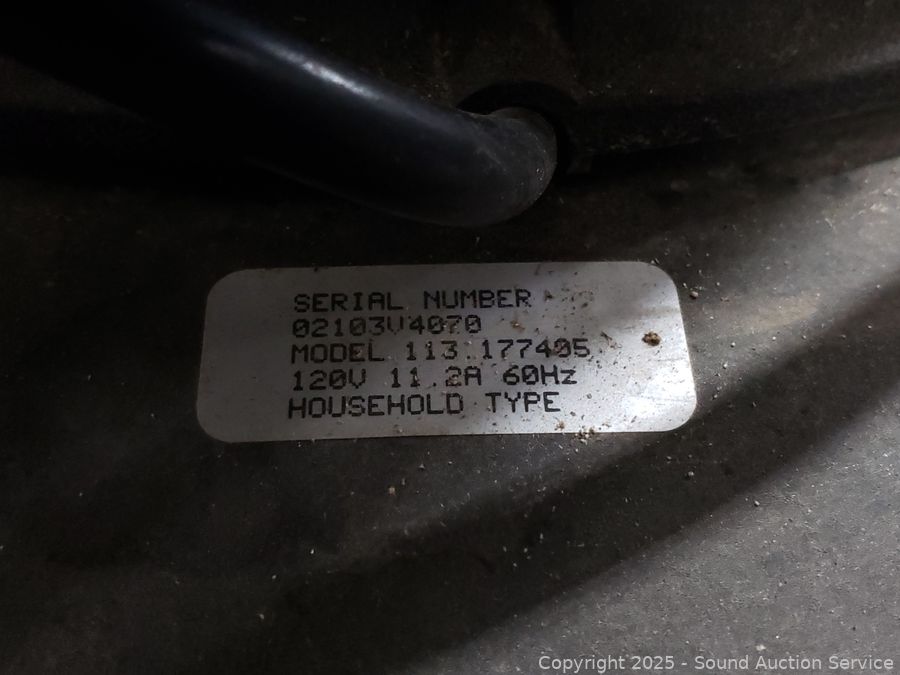 SERIAL NUMBER
02103V4070
MODEL 113.177405
120V 11.2A 60Hz
HOUSEHOLD TYPE
Copyright © 2025 - Sound Auction Service